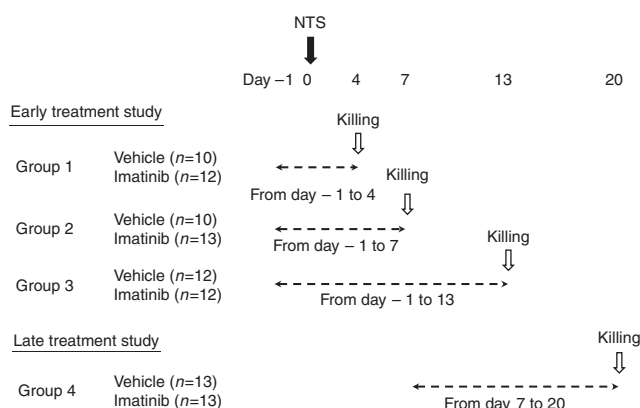 NTS
Day −1 0 4 7 13 20
Early treatment study
Killing
Group 1 Vehicle (n=10)
Imatinib (n=12)
From day − 1 to 4
Killing
Group 2 Vehicle (n=10)
Imatinib (n=13)
From day − 1 to 7
Killing
Group 3 Vehicle (n=12)
Imatinib (n=12)
From day − 1 to 13
Late treatment study
Killing
Group 4 Vehicle (n=13)
Imatinib (n=13)
From day 7 to 20